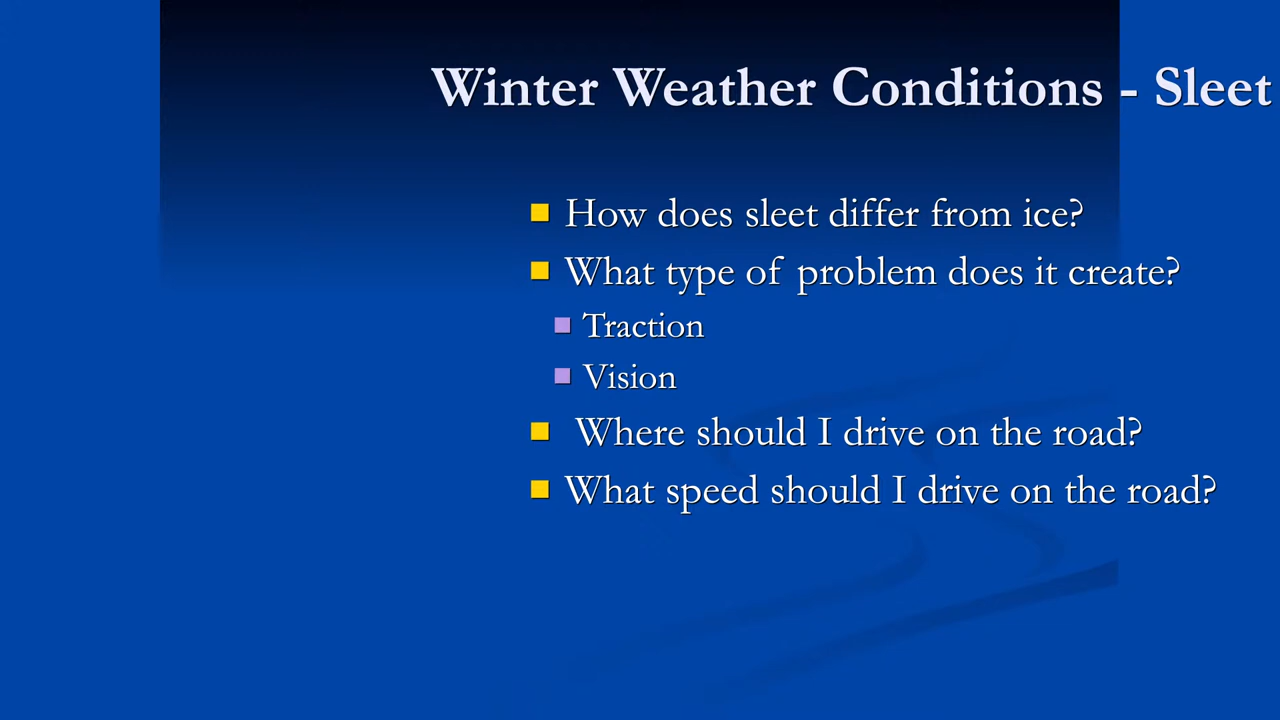 Winter Weather Conditions - Sleet
How does sleet differ from ice?
What type of problem does it create?
Traction
Vision
Where should I drive on the road?
What speed should I drive on the road?